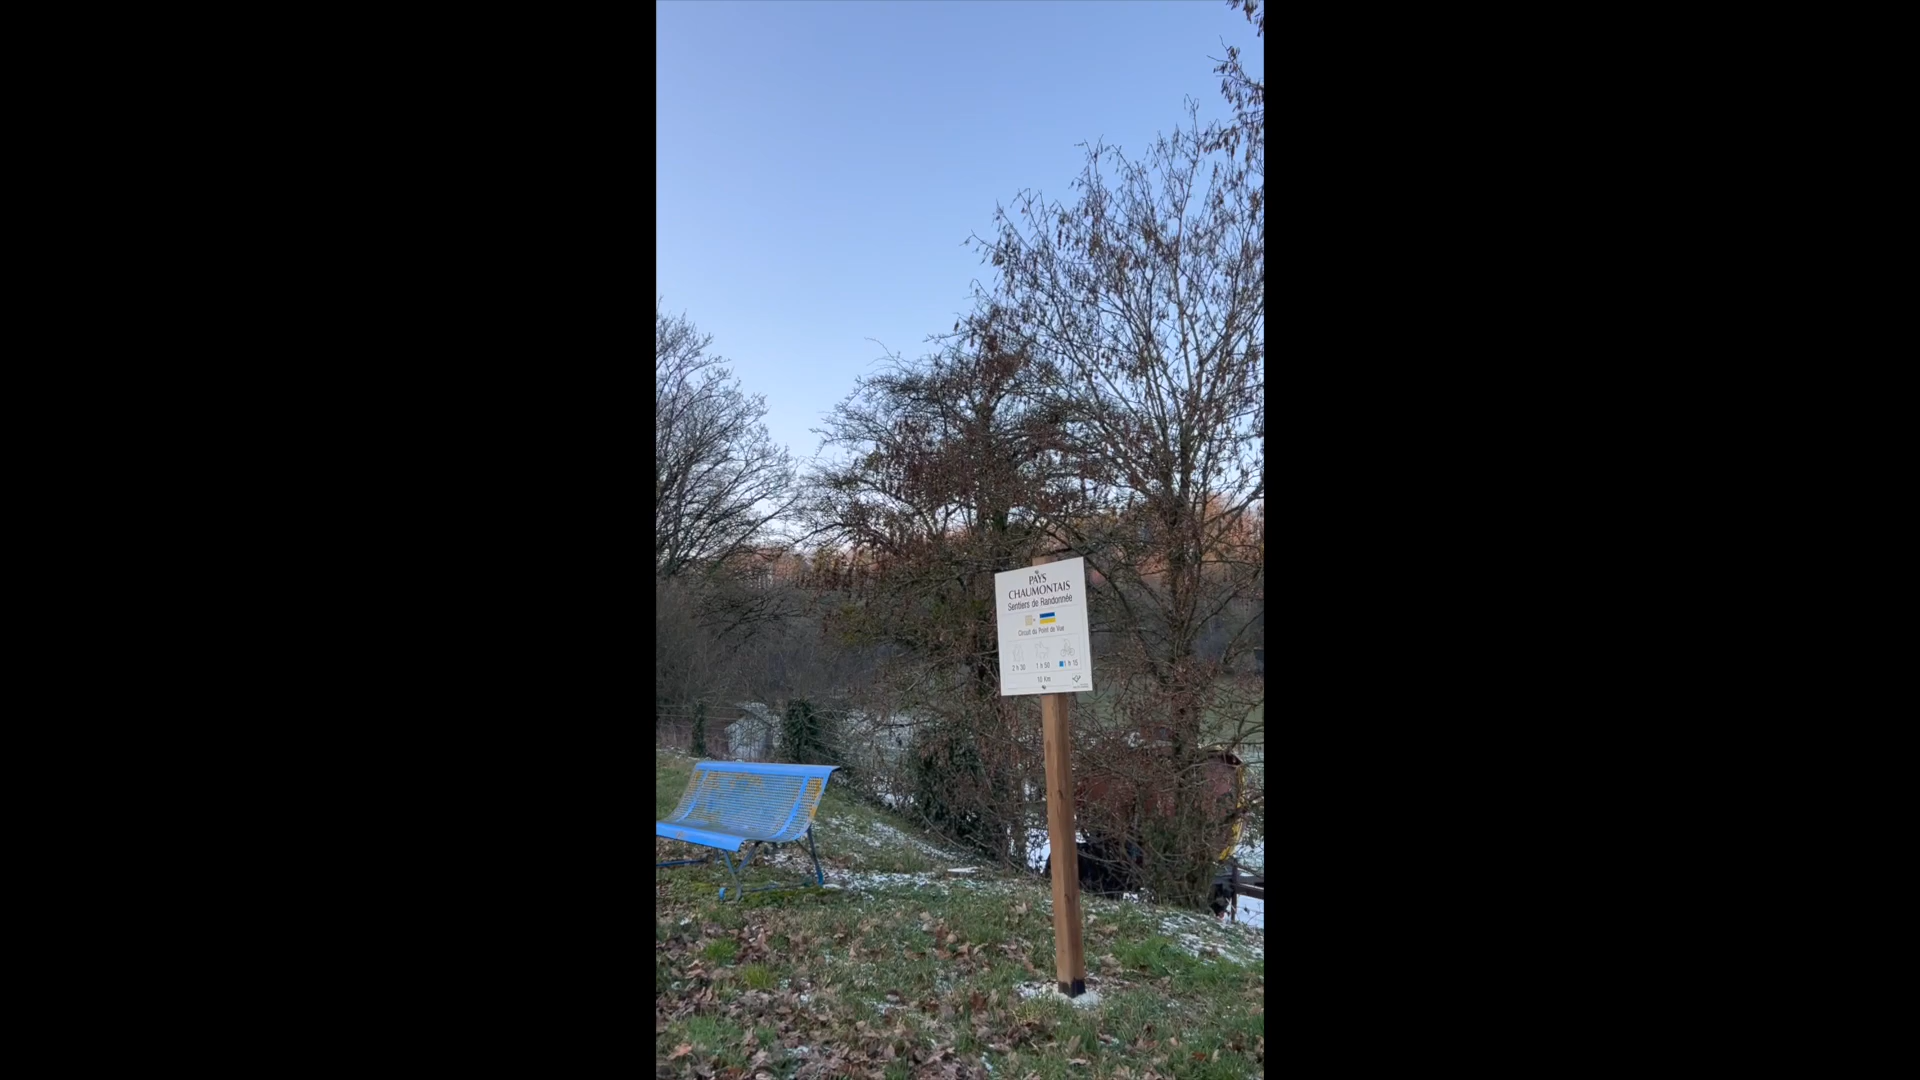 PAYS
CHAUMONTAIS
Sentiers de Randonnée
Circuit du Point de Vue
2 h 30 1 h 50 1 h 15
10 Km